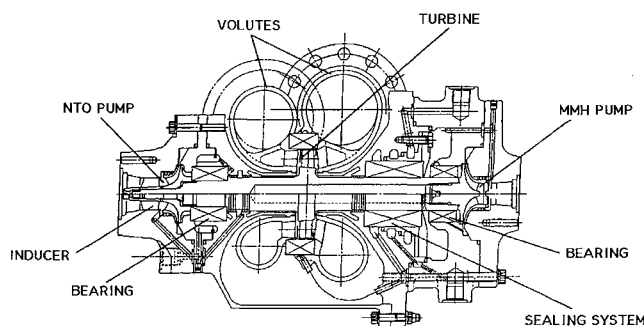 VOLUTES
TURBINE
NTO PUMP
MMH PUMP
INDUCER
BEARING
BEARING
SEALING SYSTEM